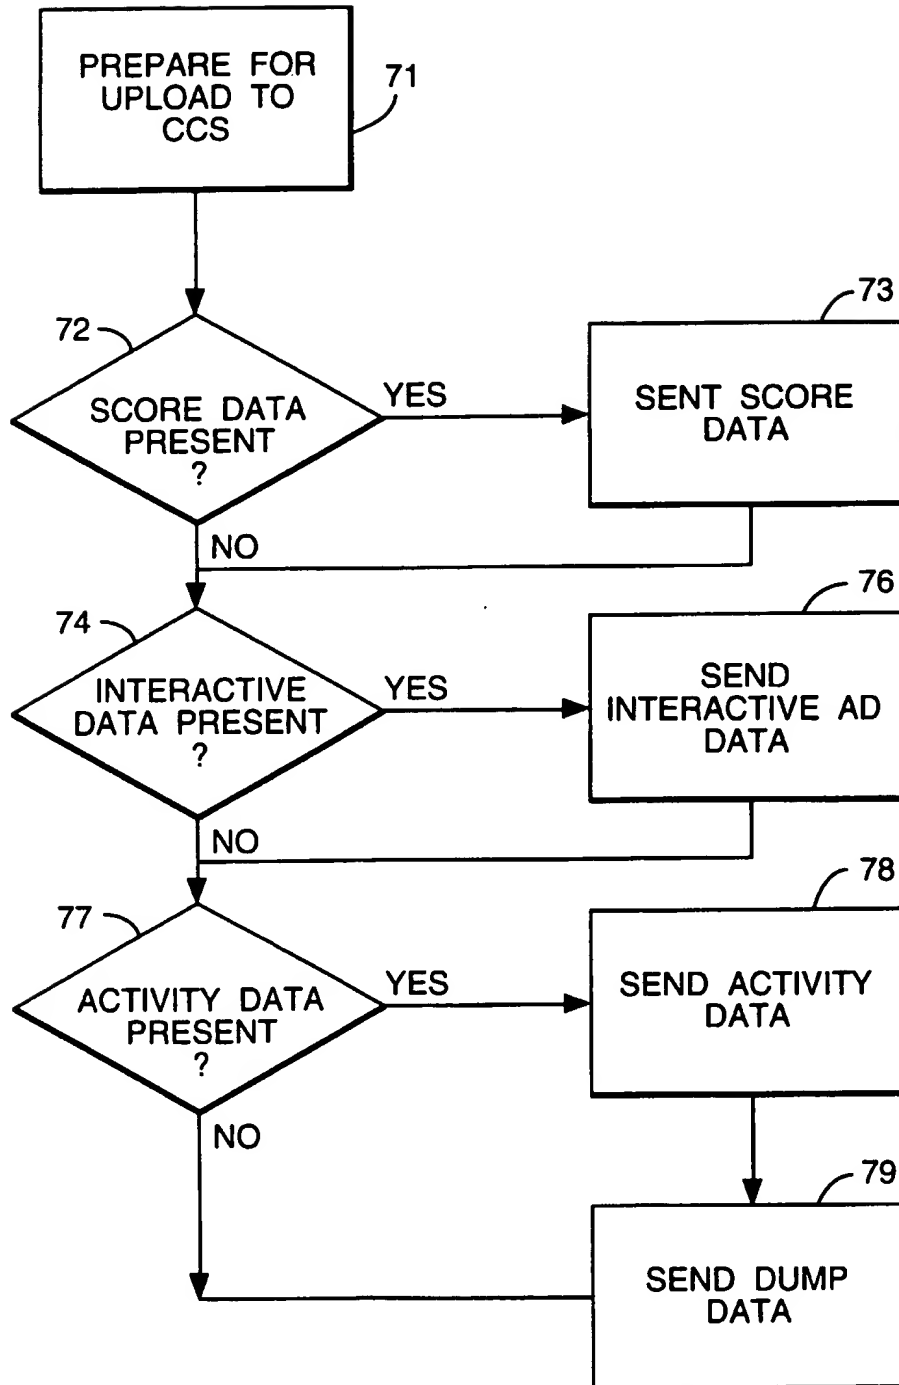 PREPARE FOR
UPLOAD TO
CCS
71
72
SCORE DATA
PRESENT
?
YES
NO
73
SENT SCORE
DATA
74
INTERACTIVE
DATA PRESENT
?
YES
NO
76
SEND
INTERACTIVE AD
DATA
77
ACTIVITY DATA
PRESENT
?
YES
NO
78
SEND ACTIVITY
DATA
79
SEND DUMP
DATA